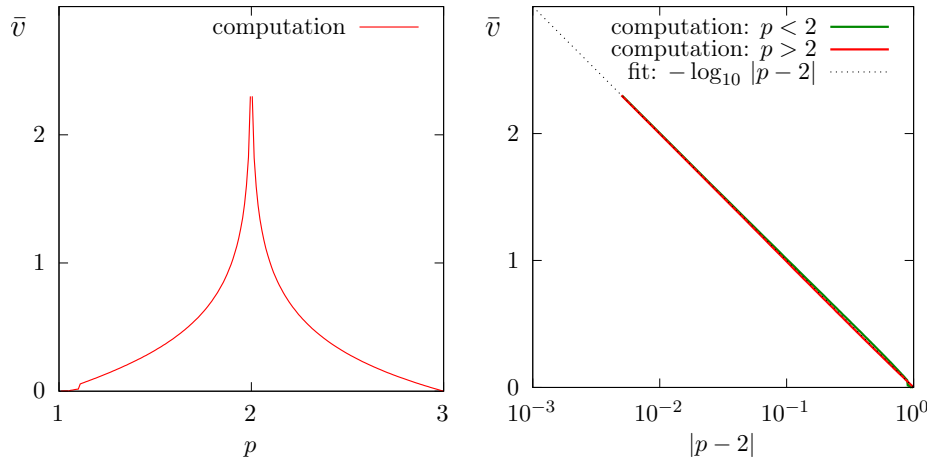 v̄
computation
2
1
0
1
2
3
p
v̄
computation: p < 2
computation: p > 2
fit: − log₁₀ |p − 2|
2
1
0
10⁻³
10⁻²
10⁻¹
10⁰
|p − 2|